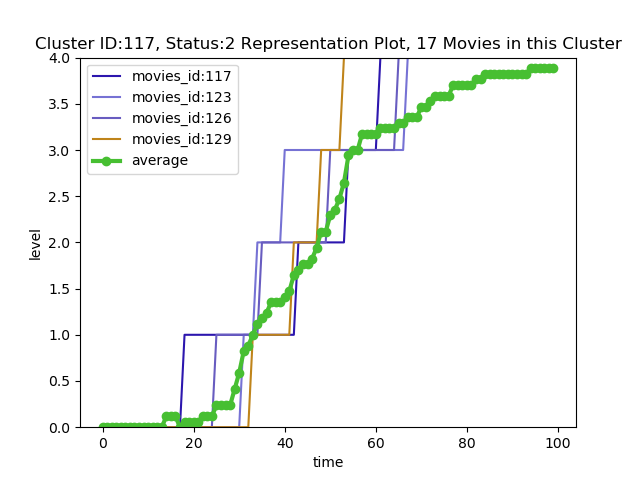 Cluster ID:117, Status:2 Representation Plot, 17 Movies in this Cluster
movies_id:117
movies_id:123
movies_id:126
movies_id:129
average
level
4.0
3.5
3.0
2.5
2.0
1.5
1.0
0.5
0.0
0 20 40 60 80 100
time